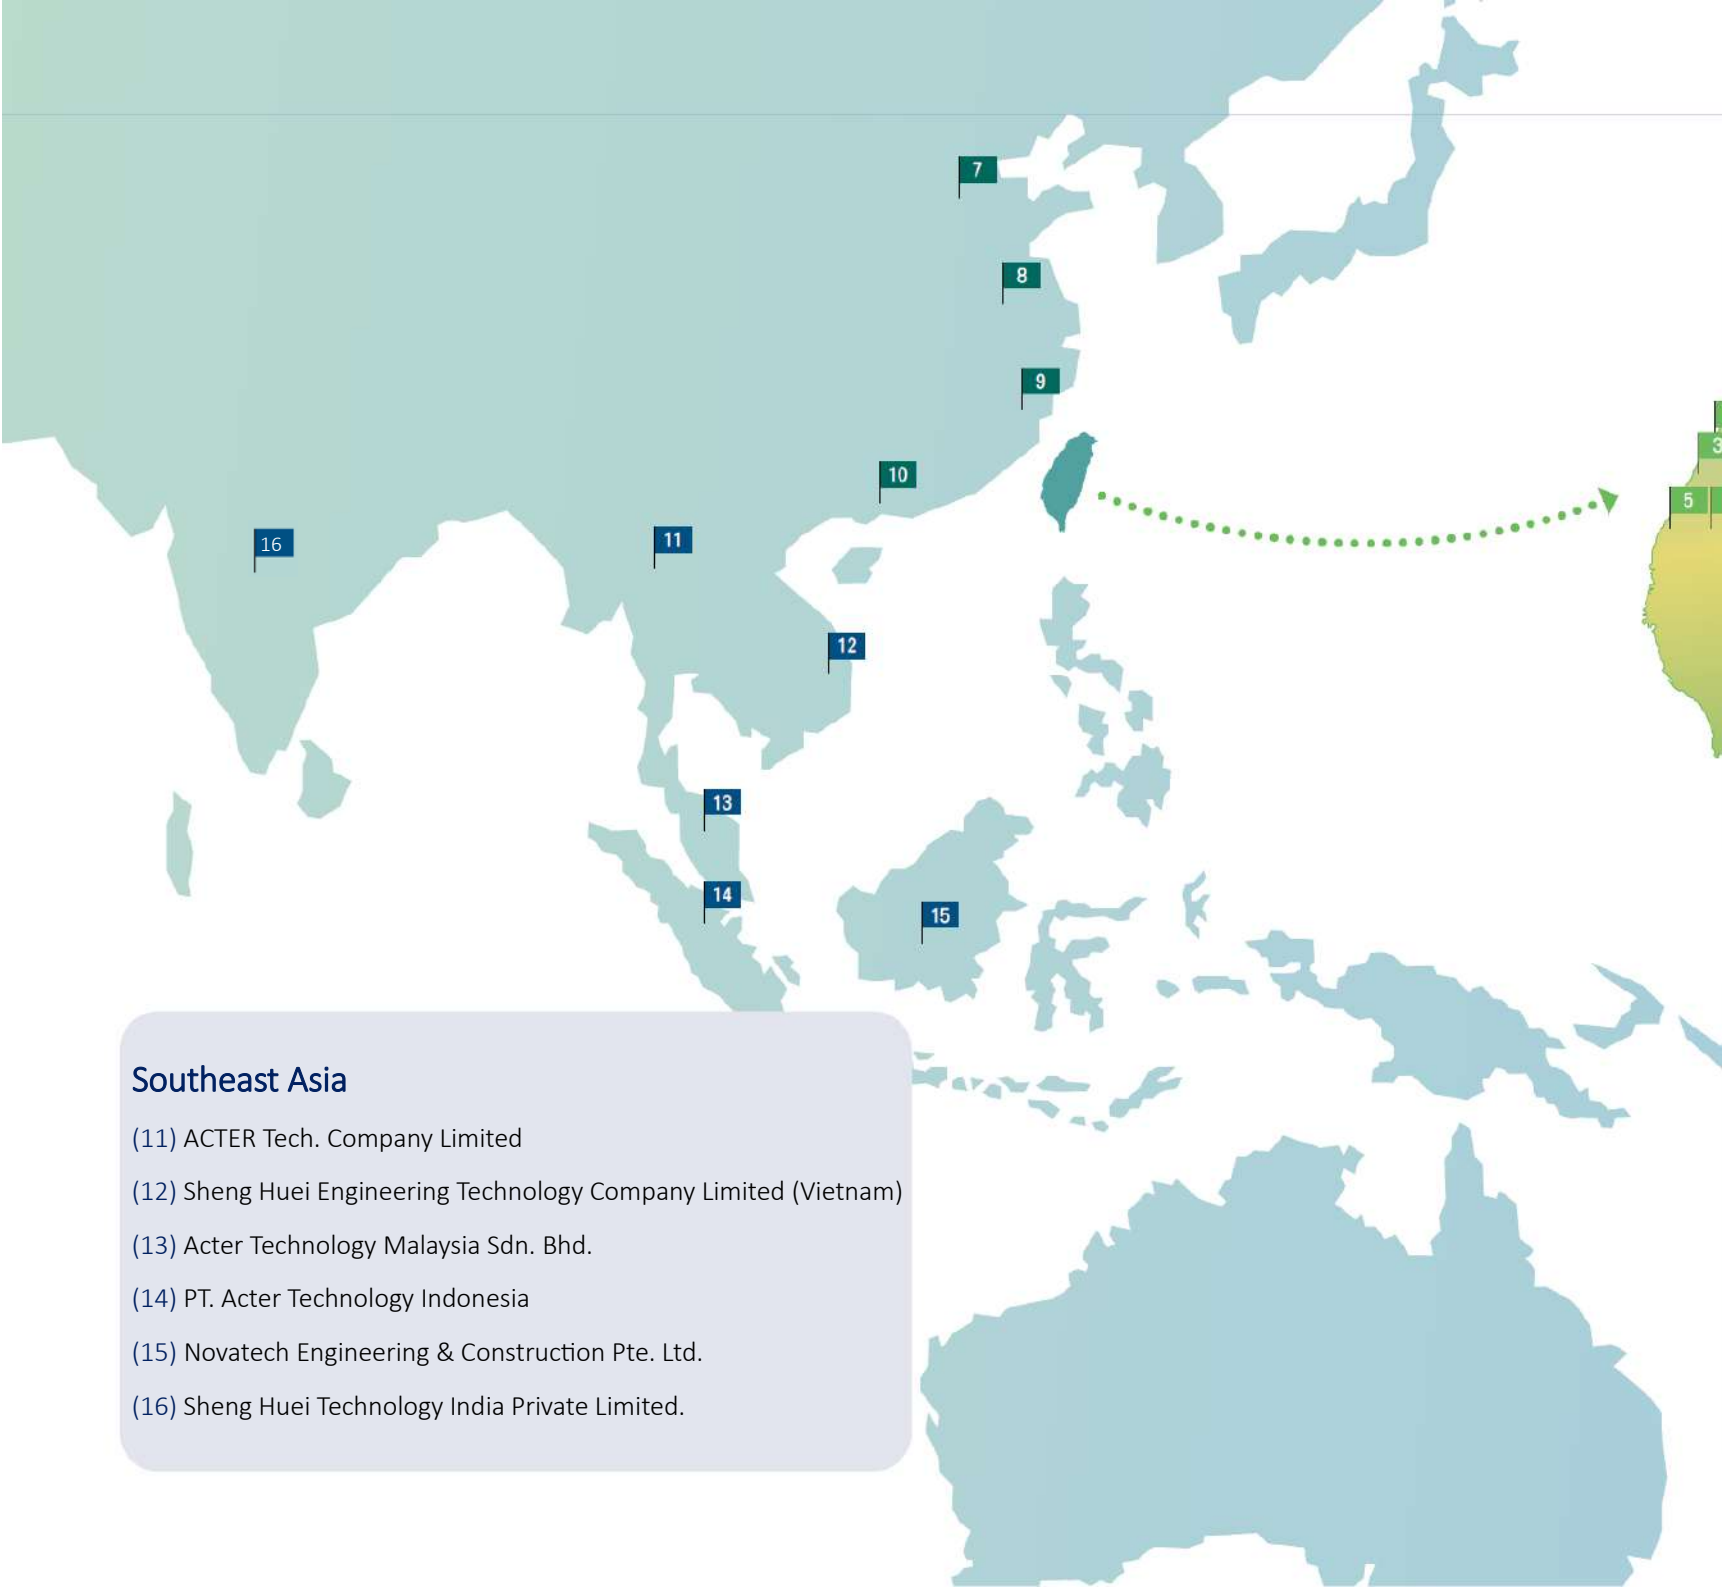 7
8
9
3
10
5
16
11
12
13
14
15
Southeast Asia
(11) ACTER Tech. Company Limited
(12) Sheng Huei Engineering Technology Company Limited (Vietnam)
(13) Acter Technology Malaysia Sdn. Bhd.
(14) PT. Acter Technology Indonesia
(15) Novatech Engineering & Construction Pte. Ltd.
(16) Sheng Huei Technology India Private Limited.